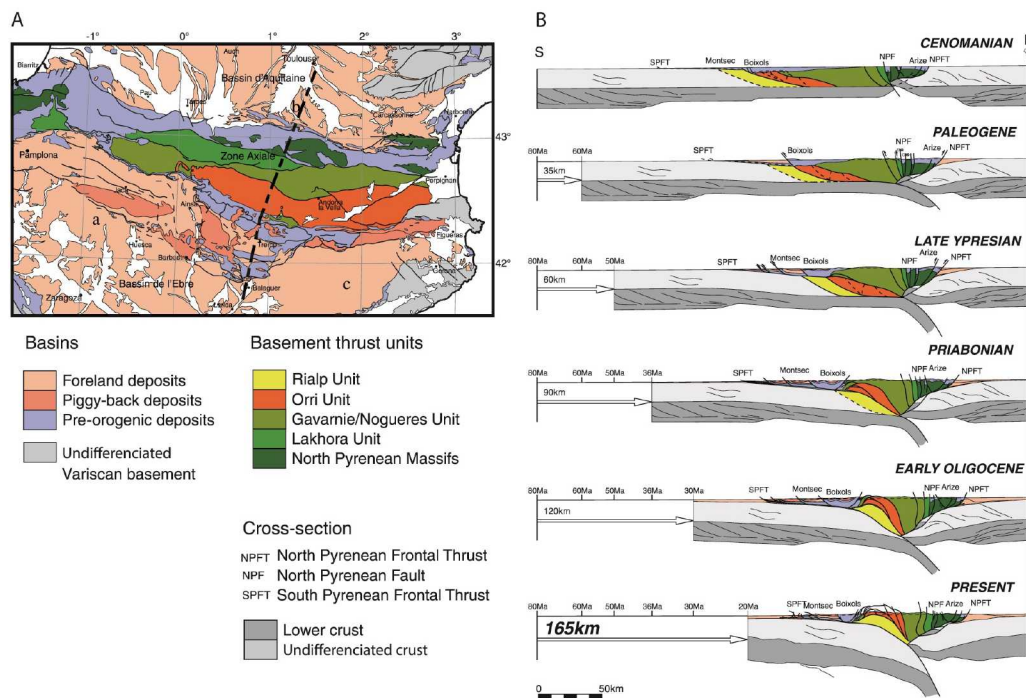 A
-1°
0°
1°
2°
3°
Biarritz
Auch
Toulouse
Bassin d'Aquitaine
Pau
Tarbes
b
Carcassonne
Narbonne
43°
Pamplona
Zone Axiale
Perpignan
Jaca
Ainsa
Andorra
la Vella
a
Huesca
Tremp
Figueras
Barbastro
Gerona
42°
Bassin de l'Ebre
Balaguer
c
Zaragoza
Lerida
Basins
Foreland deposits
Piggy-back deposits
Pre-orogenic deposits
Undifferenciated
Variscan basement
Basement thrust units
Rialp Unit
Orri Unit
Gavarnie/Nogueres Unit
Lakhora Unit
North Pyrenean Massifs
Cross-section
NPFT North Pyrenean Frontal Thrust
NPF North Pyrenean Fault
SPFT South Pyrenean Frontal Thrust
Lower crust
Undifferenciated crust
B
CENOMANIAN
S
SPFT Montsec Boixols NPF Arize NPFT
PALEOGENE
80Ma 60Ma SPFT Boixols NPF Arize NPFT
35km
LATE YPRESIAN
80Ma 60Ma 50Ma SPFT Montsec Boixols NPF Arize NPFT
60km
PRIABONIAN
80Ma 60Ma 50Ma 36Ma SPFT Montsec Boixols NPF Arize NPFT
90km
EARLY OLIGOCENE
80Ma 60Ma 50Ma 36Ma 30Ma SPFT Montsec Boixols NPF Arize NPFT
120km
PRESENT
80Ma 60Ma 50Ma 36Ma 20Ma SPFT Montsec Boixols NPF Arize NPFT
165km
0 50km